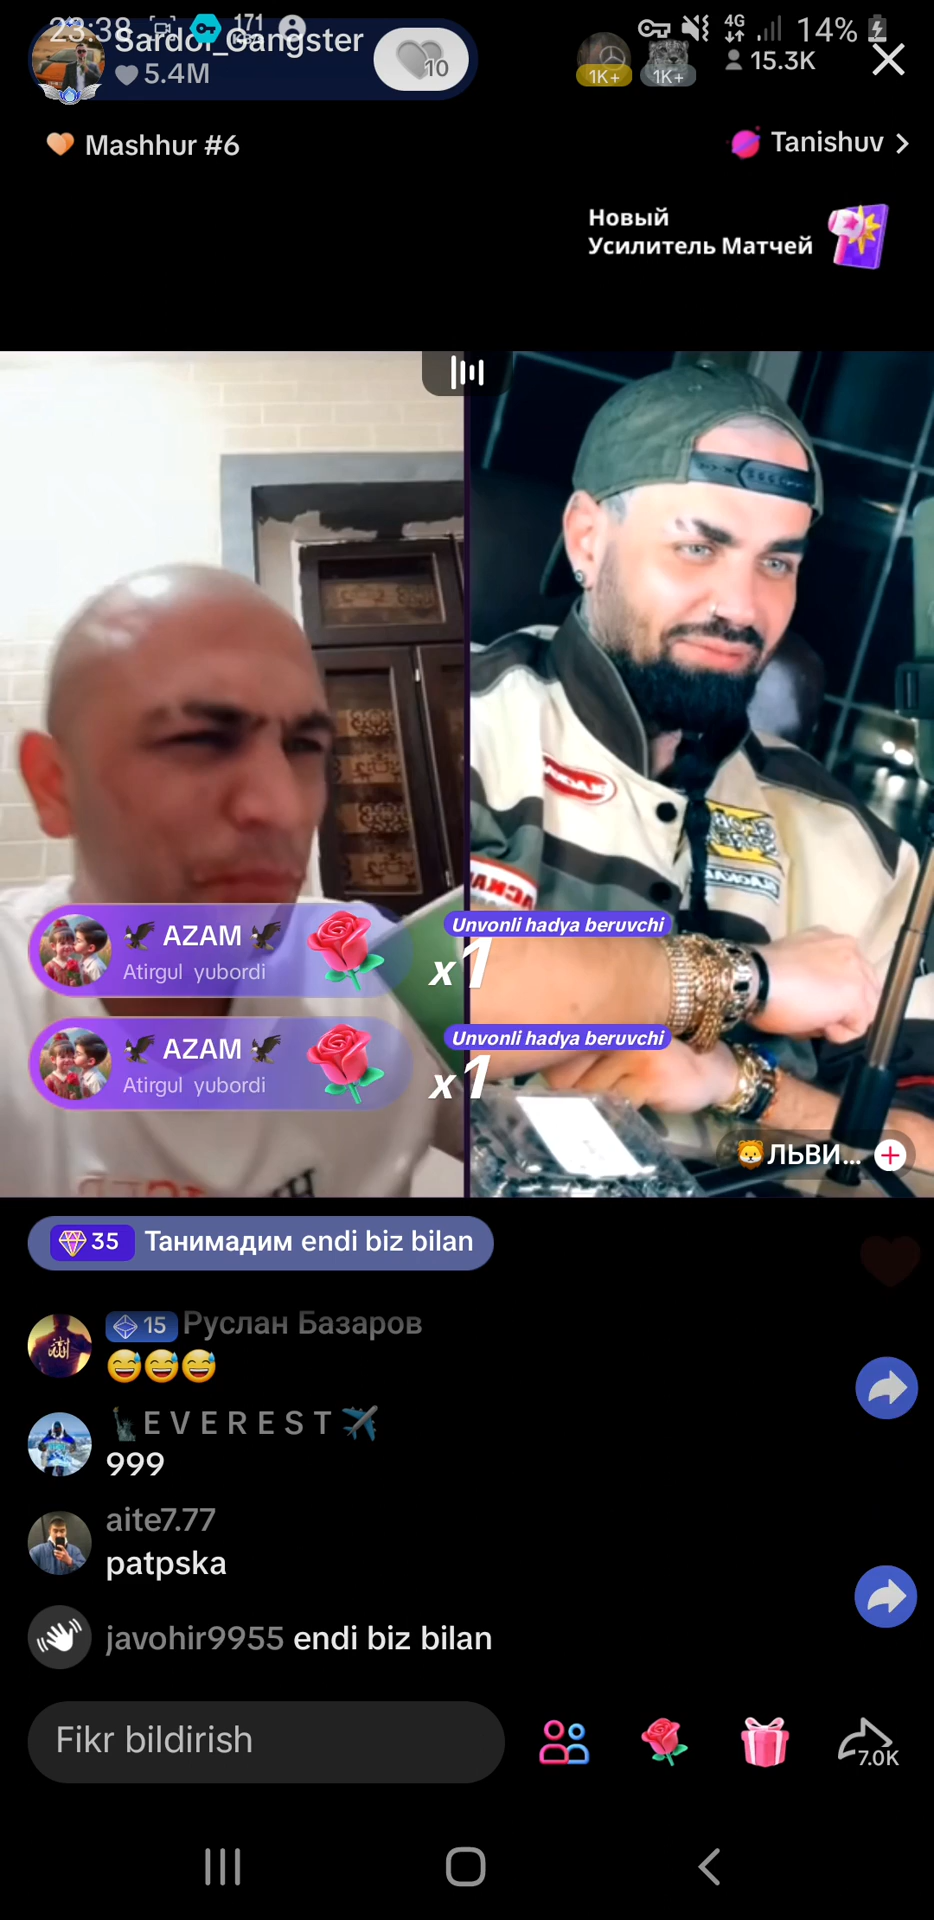 23:38
171
Sardor_Gangster
5.4M
10
1K+
1K+
15.3K
4G
14%
Mashhur #6
Tanishuv
Новый
Усилитель Матчей
AZAM
Atirgul yubordi
Unvonli hadya beruvchi
x1
AZAM
Atirgul yubordi
Unvonli hadya beruvchi
x1
ЛЬВИ...
35 Танимадим endi biz bilan
15 Руслан Базаров
E V E R E S T
999
aite7.77
patpska
javohir9955 endi biz bilan
Fikr bildirish
7.0K